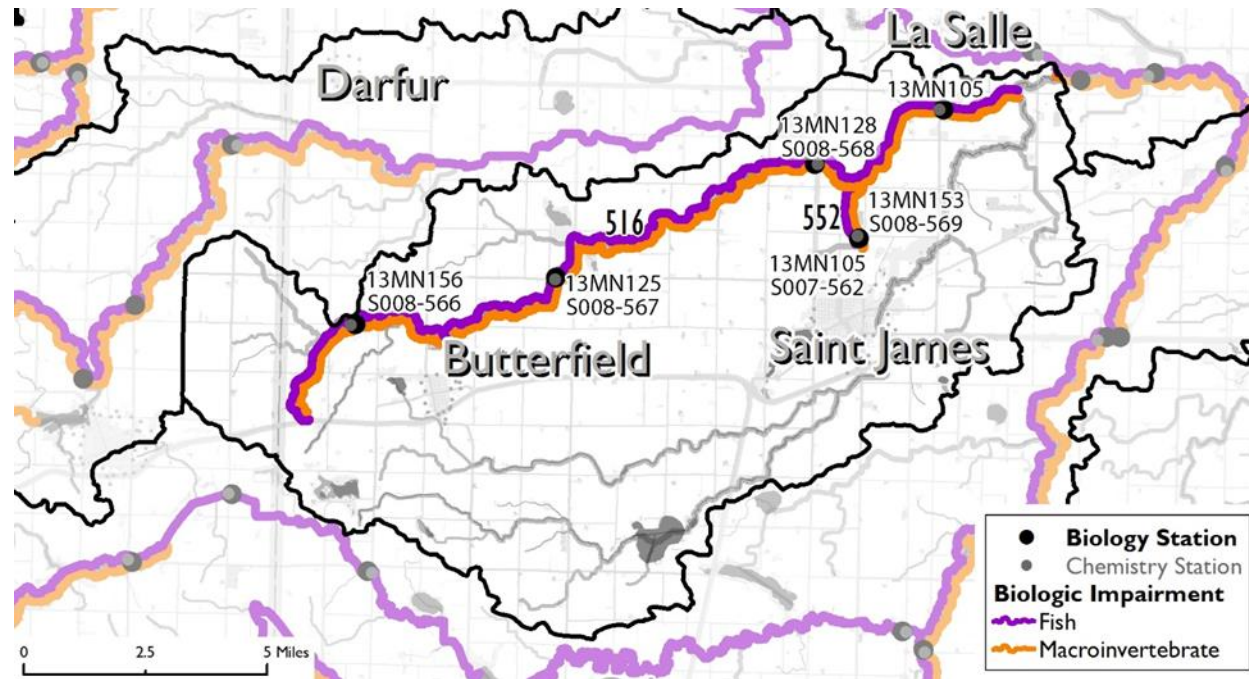 La Salle
Darfur
13MN105
13MN128
S008-568
516
552
13MN153
S008-569
13MN156
S008-566
13MN125
S008-567
13MN105
S007-562
Butterfield
Saint James
Biology Station
Chemistry Station
Biologic Impairment
Fish
Macroinvertebrate
0 2.5 5 Miles